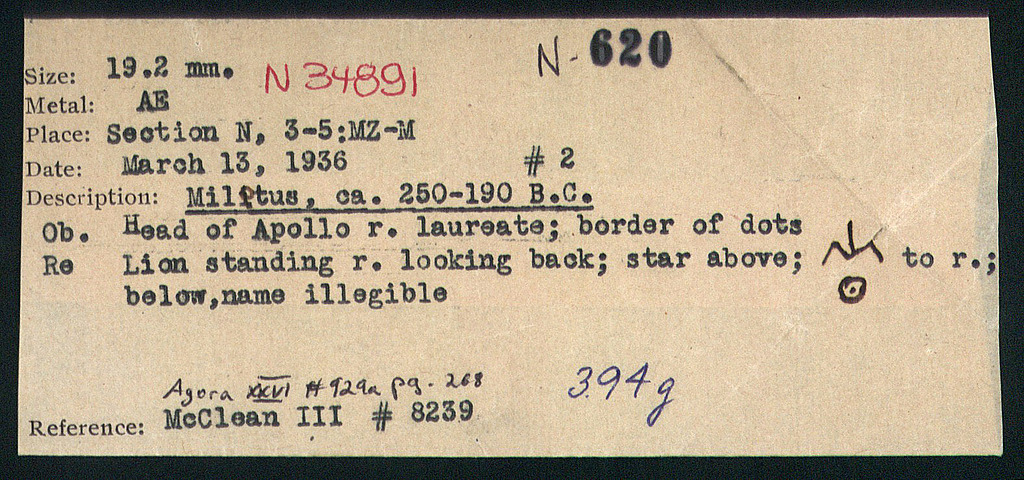 N-620
Size: 19.2 mm. N 34891
Metal: AE
Place: Section N, 3-5:MZ-M
Date: March 13, 1936 # 2
Description: Miletus, ca. 250-190 B.C.
Ob. Head of Apollo r. laureate; border of dots
Re Lion standing r. looking back; star above; to r.;
below,name illegible
Agora XXVI #929a pg. 268
3.94g
Reference: McClean III # 8239